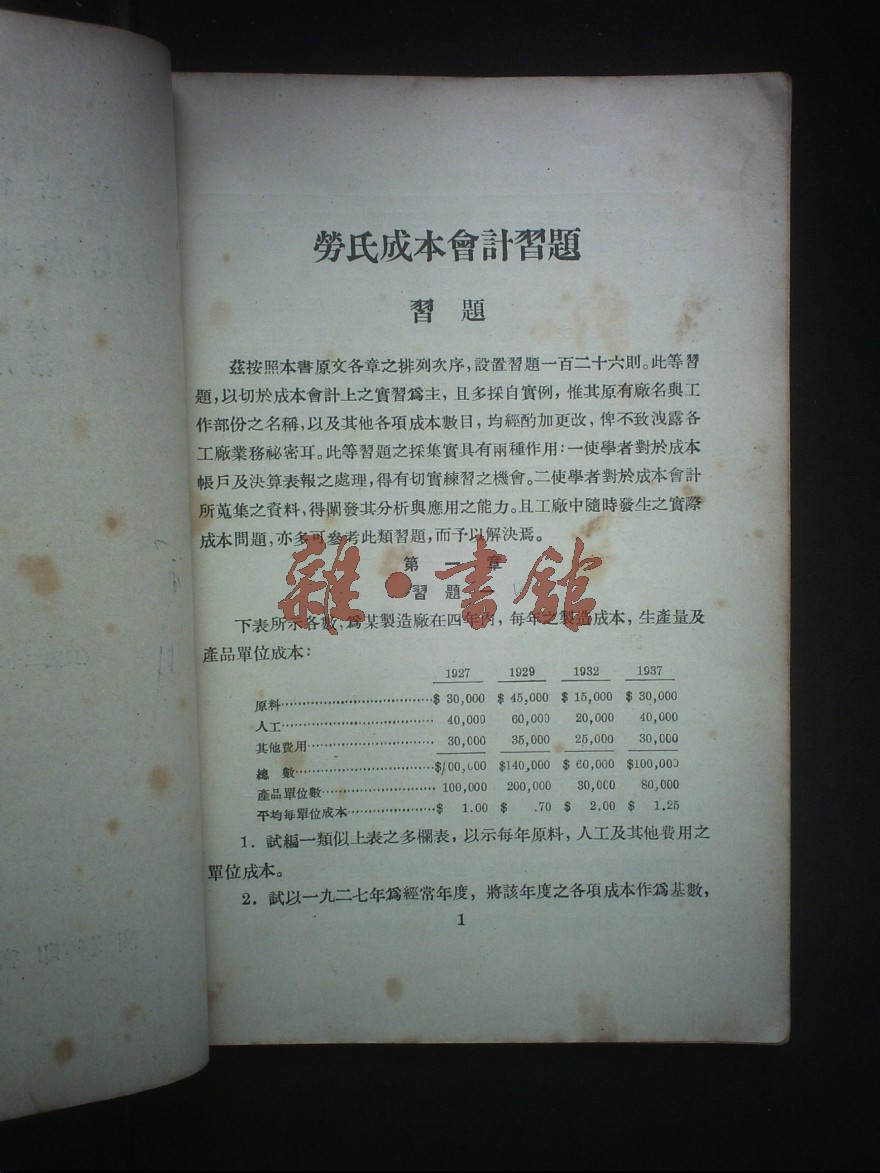 勞氏成本會計習題
習題
茲按照本書原文各章之排列次序,設置習題一百二十六則。此等習
題,以切於成本會計上之實習爲主,且多採自實例,惟其原有廠名與工
作部份之名稱,以及其他各項成本數目,均經酌加更改,俾不致洩露各
工廠業務祕密耳。此等習題之採集實具有兩種作用:一使學者對於成本
帳戶及決算表報之處理,得有切實練習之機會。二使學者對於成本會計
所蒐集之資料,得闡發其分析與應用之能力。且工廠中隨時發生之實際
成本問題,亦多可參考此類習題,而予以解決焉。
第一章
習題一
雜·書館
下表所示各數,爲某製造廠在四年內,每年之製造成本,生產量及
產品單位成本:
1927 1929 1932 1937
原料 $ 30,000 $ 45,000 $ 15,000 $ 30,000
人工 40,000 60,000 20,000 40,000
其他費用 30,000 35,000 25,000 30,000
總數 $100,000 $140,000 $ 60,000 $100,000
產品單位數 100,000 200,000 30,000 80,000
平均每單位成本 $ 1.00 $ .70 $ 2.00 $ 1.25
1. 試編一類似上表之多欄表,以示每年原料,人工及其他費用之
單位成本。
2. 試以一九二七年爲經常年度,將該年度之各項成本作爲基數,
1